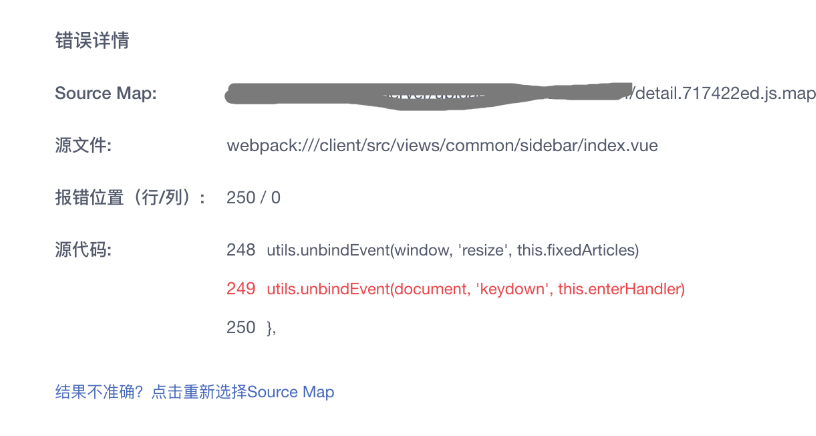 错误详情
Source Map: /detail.717422ed.js.map
源文件: webpack:///client/src/views/common/sidebar/index.vue
报错位置（行/列）: 250 / 0
源代码: 248 utils.unbindEvent(window, 'resize', this.fixedArticles)
249 utils.unbindEvent(document, 'keydown', this.enterHandler)
250 },
结果不准确？点击重新选择Source Map